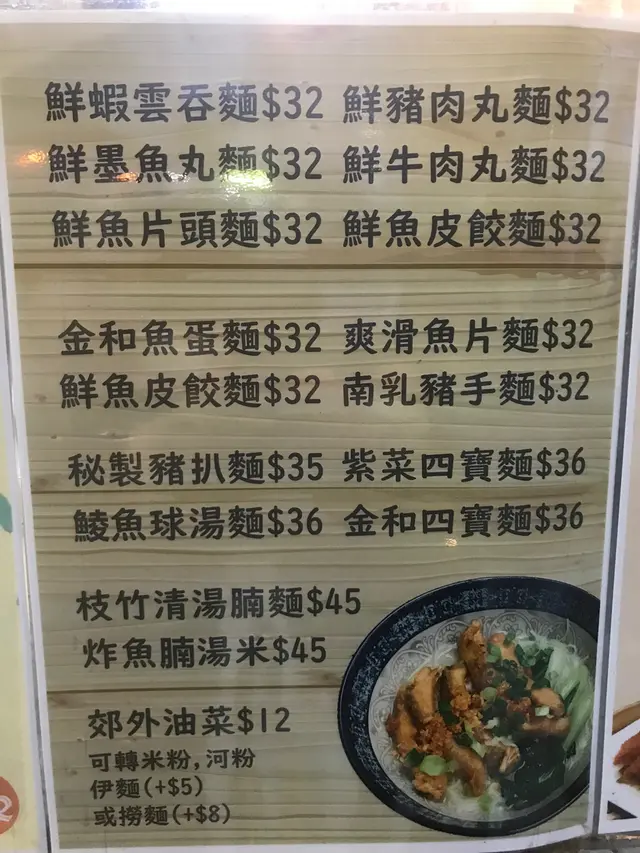 鮮蝦雲吞麵$32 鮮豬肉丸麵$32
鮮墨魚丸麵$32 鮮牛肉丸麵$32
鮮魚片頭麵$32 鮮魚皮餃麵$32
金和魚蛋麵$32 爽滑魚片麵$32
鮮魚皮餃麵$32 南乳豬手麵$32
秘製豬扒麵$35 紫菜四寶麵$36
鯪魚球湯麵$36 金和四寶麵$36
枝竹清湯腩麵$45
炸魚腩湯米$45
郊外油菜$12
可轉米粉,河粉
伊麵(+$5)
或撈麵(+$8)
2